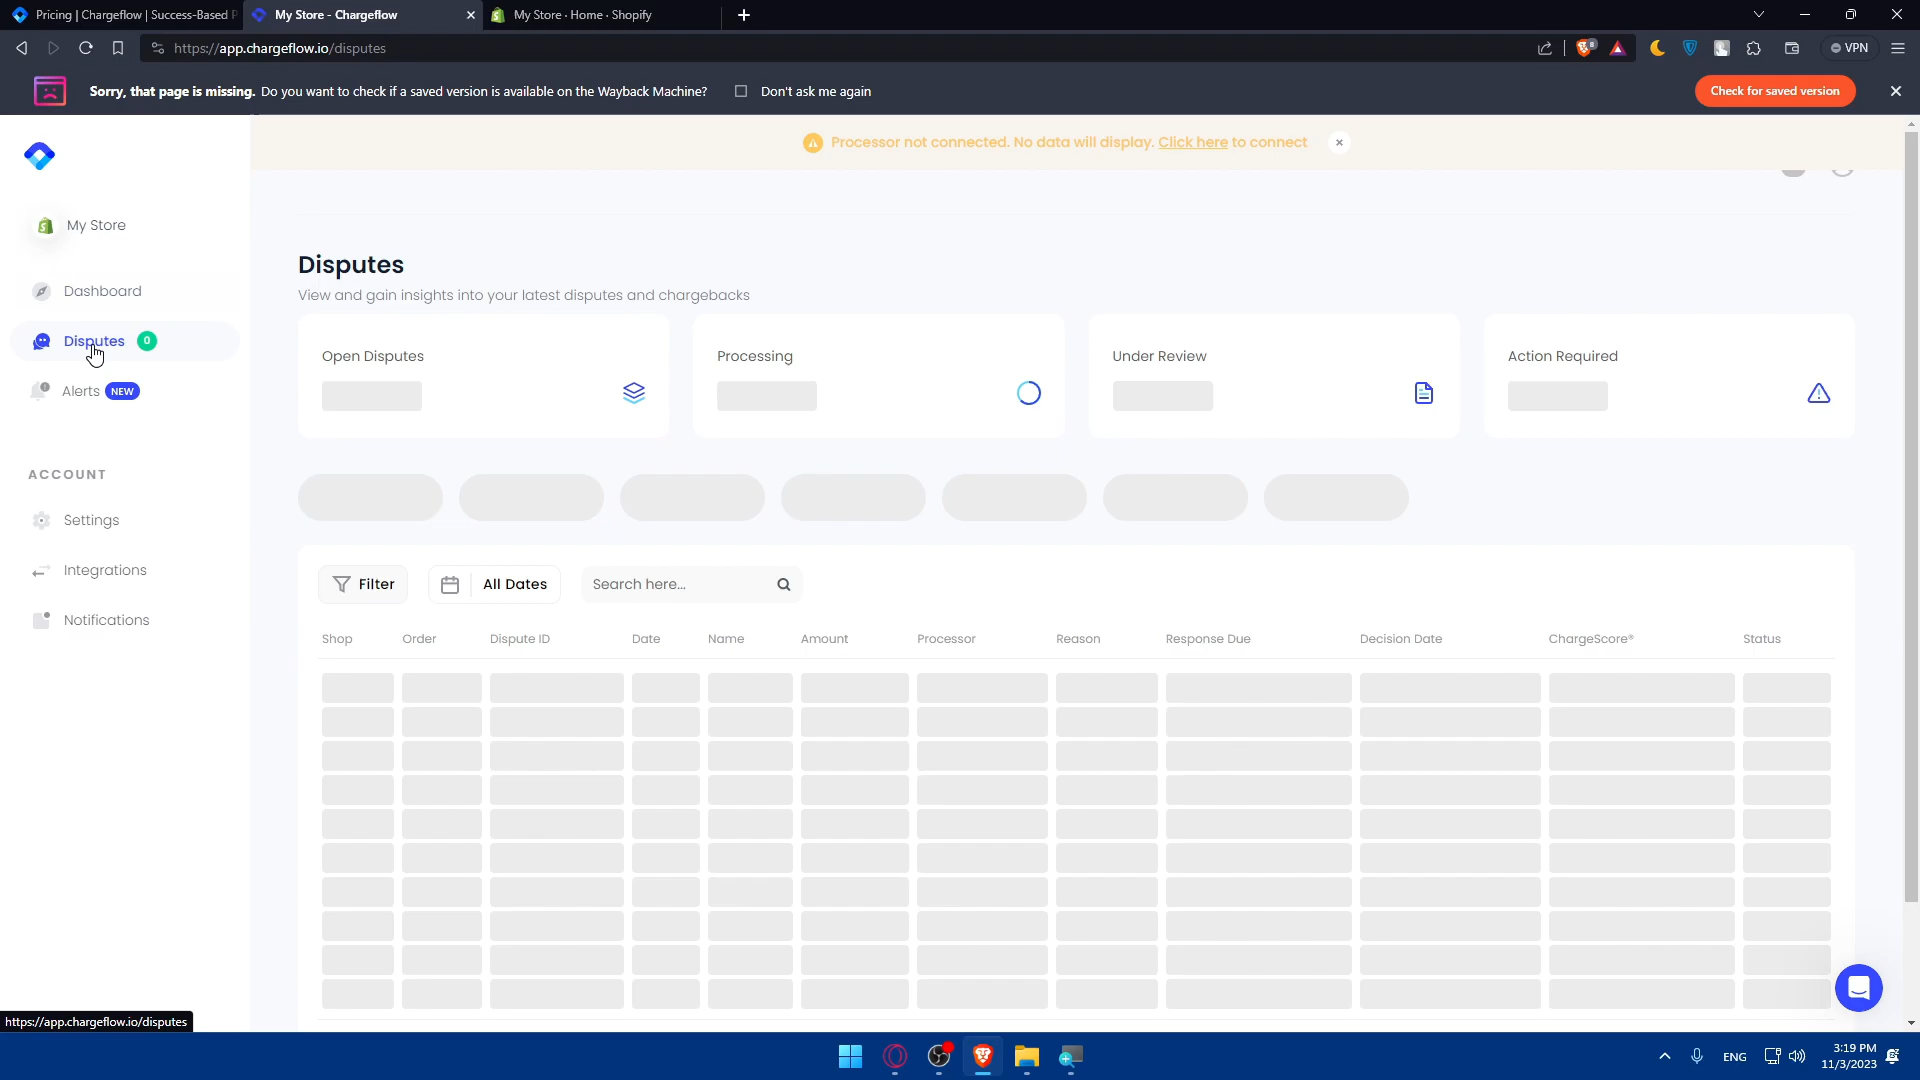 Pricing | Chargeflow | Success-Based P
My Store - Chargeflow
My Store · Home · Shopify
https://app.chargeflow.io/disputes
8
VPN
Sorry, that page is missing. Do you want to check if a saved version is available on the Wayback Machine?
Don't ask me again
Check for saved version
Processor not connected. No data will display. Click here to connect
My Store
Dashboard
Disputes 0
Alerts NEW
ACCOUNT
Settings
Integrations
Notifications
Disputes
View and gain insights into your latest disputes and chargebacks
Open Disputes
Processing
Under Review
Action Required
Filter
All Dates
Search here...
Shop Order Dispute ID Date Name Amount Processor Reason Response Due Decision Date ChargeScore® Status
https://app.chargeflow.io/disputes
ENG
3:19 PM
11/3/2023